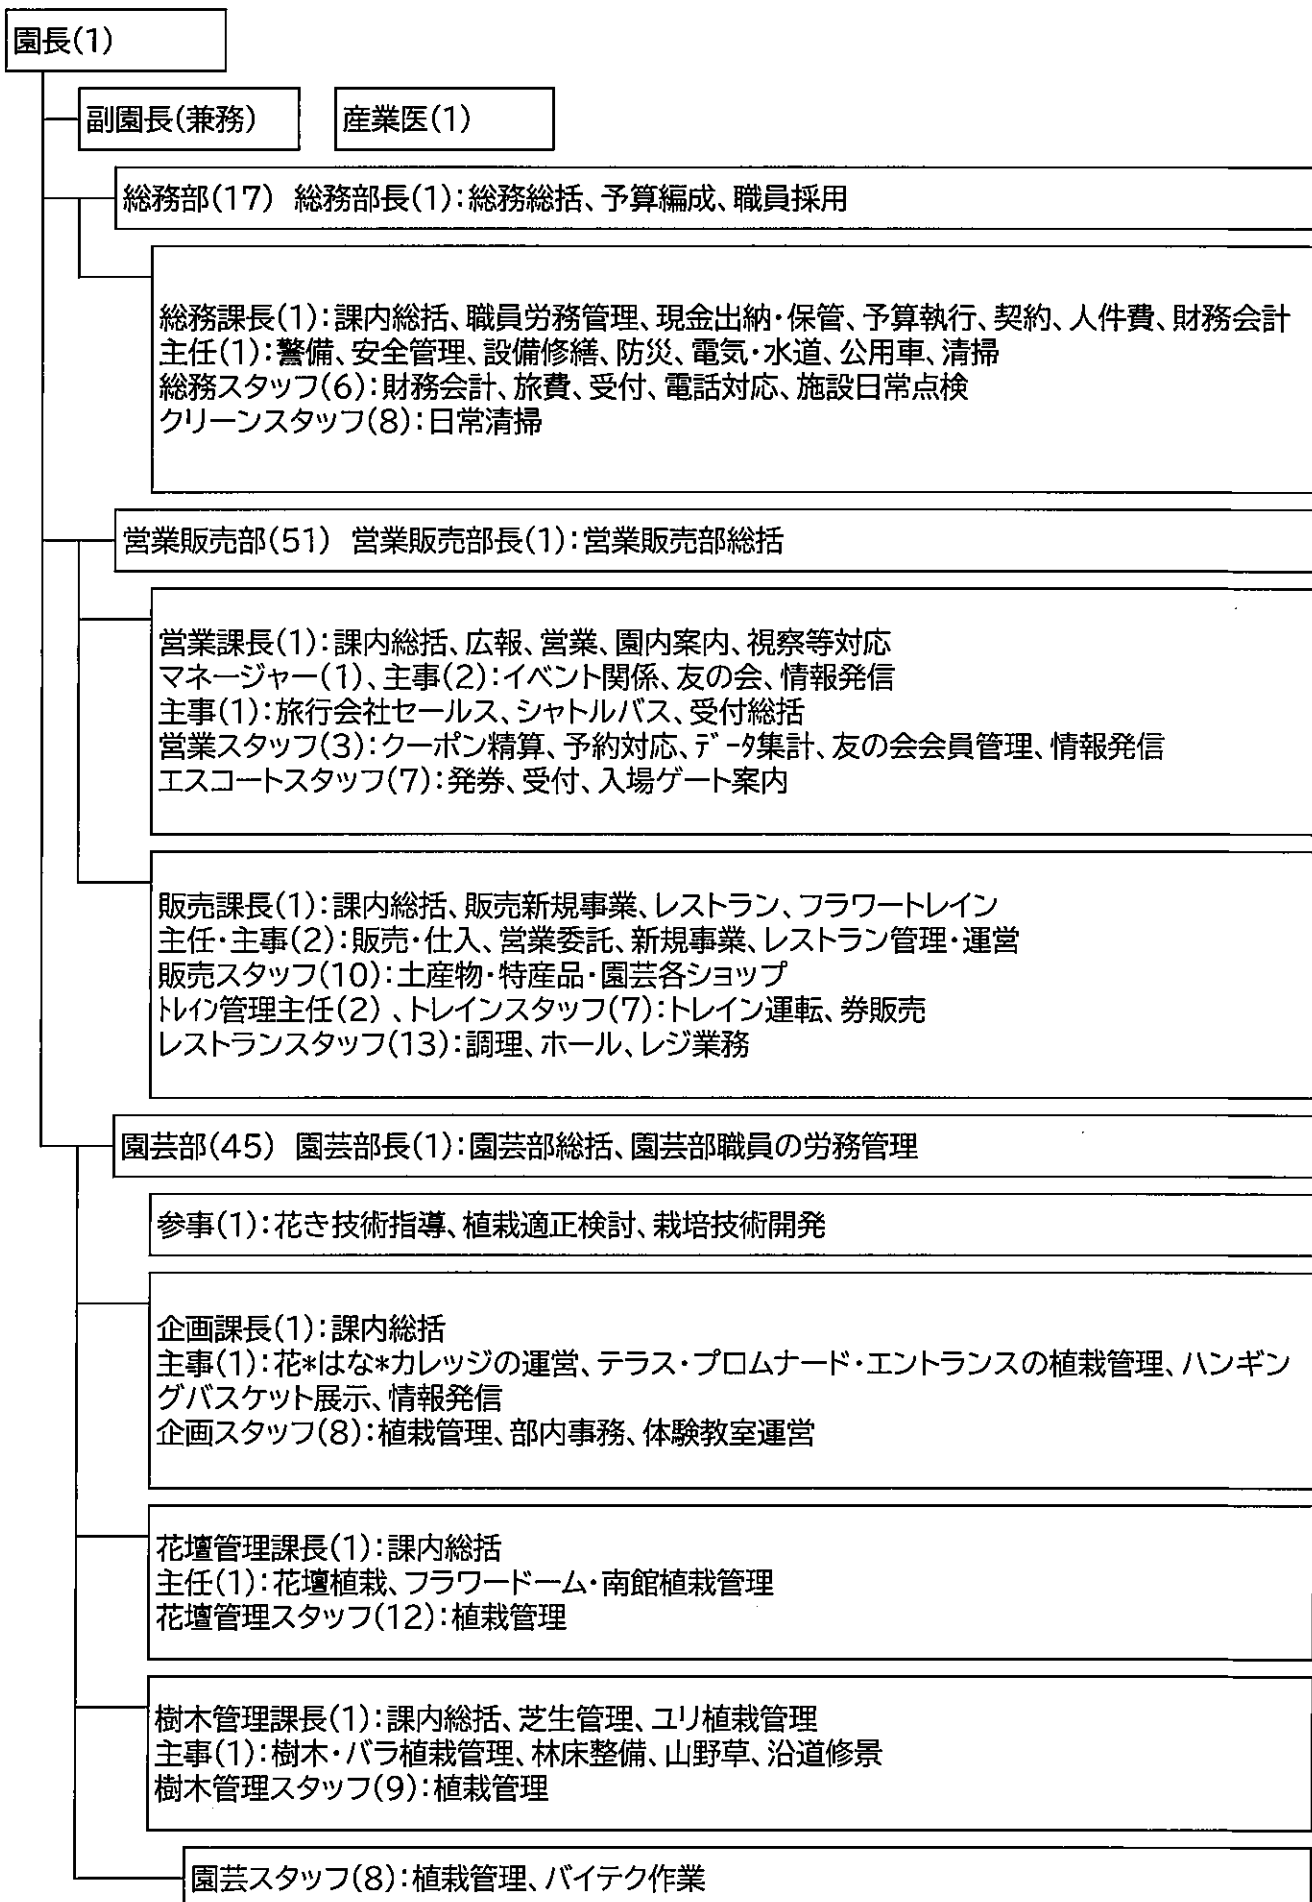 園長(1)
副園長(兼務)
産業医(1)
総務部(17) 総務部長(1):総務総括、予算編成、職員採用
総務課長(1):課内総括、職員労務管理、現金出納・保管、予算執行、契約、人件費、財務会計
主任(1):警備、安全管理、設備修繕、防災、電気・水道、公用車、清掃
総務スタッフ(6):財務会計、旅費、受付、電話対応、施設日常点検
クリーンスタッフ(8):日常清掃
営業販売部(51) 営業販売部長(1):営業販売部総括
営業課長(1):課内総括、広報、営業、園内案内、視察等対応
マネージャー(1)、主事(2):イベント関係、友の会、情報発信
主事(1):旅行会社セールス、シャトルバス、受付総括
営業スタッフ(3):クーポン精算、予約対応、データ集計、友の会会員管理、情報発信
エスコートスタッフ(7):発券、受付、入場ゲート案内
販売課長(1):課内総括、販売新規事業、レストラン、フラワートレイン
主任・主事(2):販売・仕入、営業委託、新規事業、レストラン管理・運営
販売スタッフ(10):土産物・特産品・園芸各ショップ
トレイン管理主任(2) 、トレインスタッフ(7):トレイン運転、券販売
レストランスタッフ(13):調理、ホール、レジ業務
園芸部(45) 園芸部長(1):園芸部総括、園芸部職員の労務管理
参事(1):花き技術指導、植栽適正検討、栽培技術開発
企画課長(1):課内総括
主事(1):花*はな*カレッジの運営、テラス・プロムナード・エントランスの植栽管理、ハンギン
グバスケット展示、情報発信
企画スタッフ(8):植栽管理、部内事務、体験教室運営
花壇管理課長(1):課内総括
主任(1):花壇植栽、フラワードーム・南館植栽管理
花壇管理スタッフ(12):植栽管理
樹木管理課長(1):課内総括、芝生管理、ユリ植栽管理
主事(1):樹木・バラ植栽管理、林床整備、山野草、沿道修景
樹木管理スタッフ(9):植栽管理
園芸スタッフ(8):植栽管理、バイテク作業